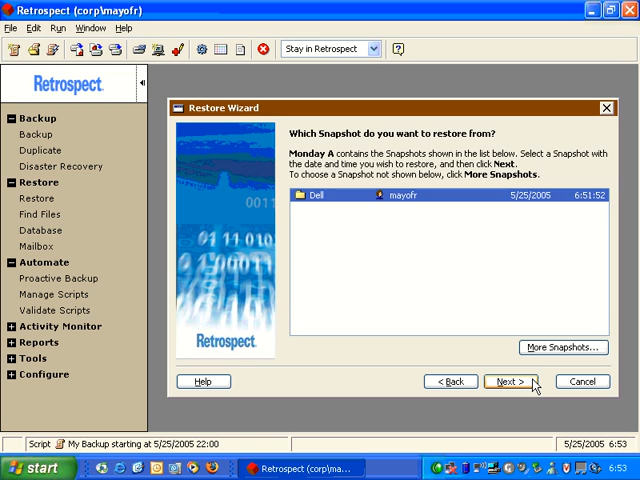 Retrospect (corp\mayofr)
File Edit Run Window Help
Stay in Retrospect
Retrospect.
Backup
Backup
Duplicate
Disaster Recovery
Restore
Restore
Find Files
Database
Mailbox
Automate
Proactive Backup
Manage Scripts
Validate Scripts
Activity Monitor
Reports
Tools
Configure
Restore Wizard
Which Snapshot do you want to restore from?
Monday A contains the Snapshots shown in the list below. Select a Snapshot with
the date and time you wish to restore, and then click Next.
To choose a Snapshot not shown below, click More Snapshots.
Dell mayofr 5/25/2005 6:51:52
0011
01 11 010
Retrospect.
More Snapshots...
Help < Back Next > Cancel
Script My Backup starting at 5/25/2005 22:00 5/25/2005 6:53
start Retrospect (corp\ma... 6:53